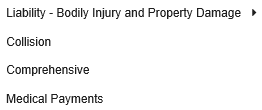 Liability - Bodily Injury and Property Damage
Collision
Comprehensive
Medical Payments